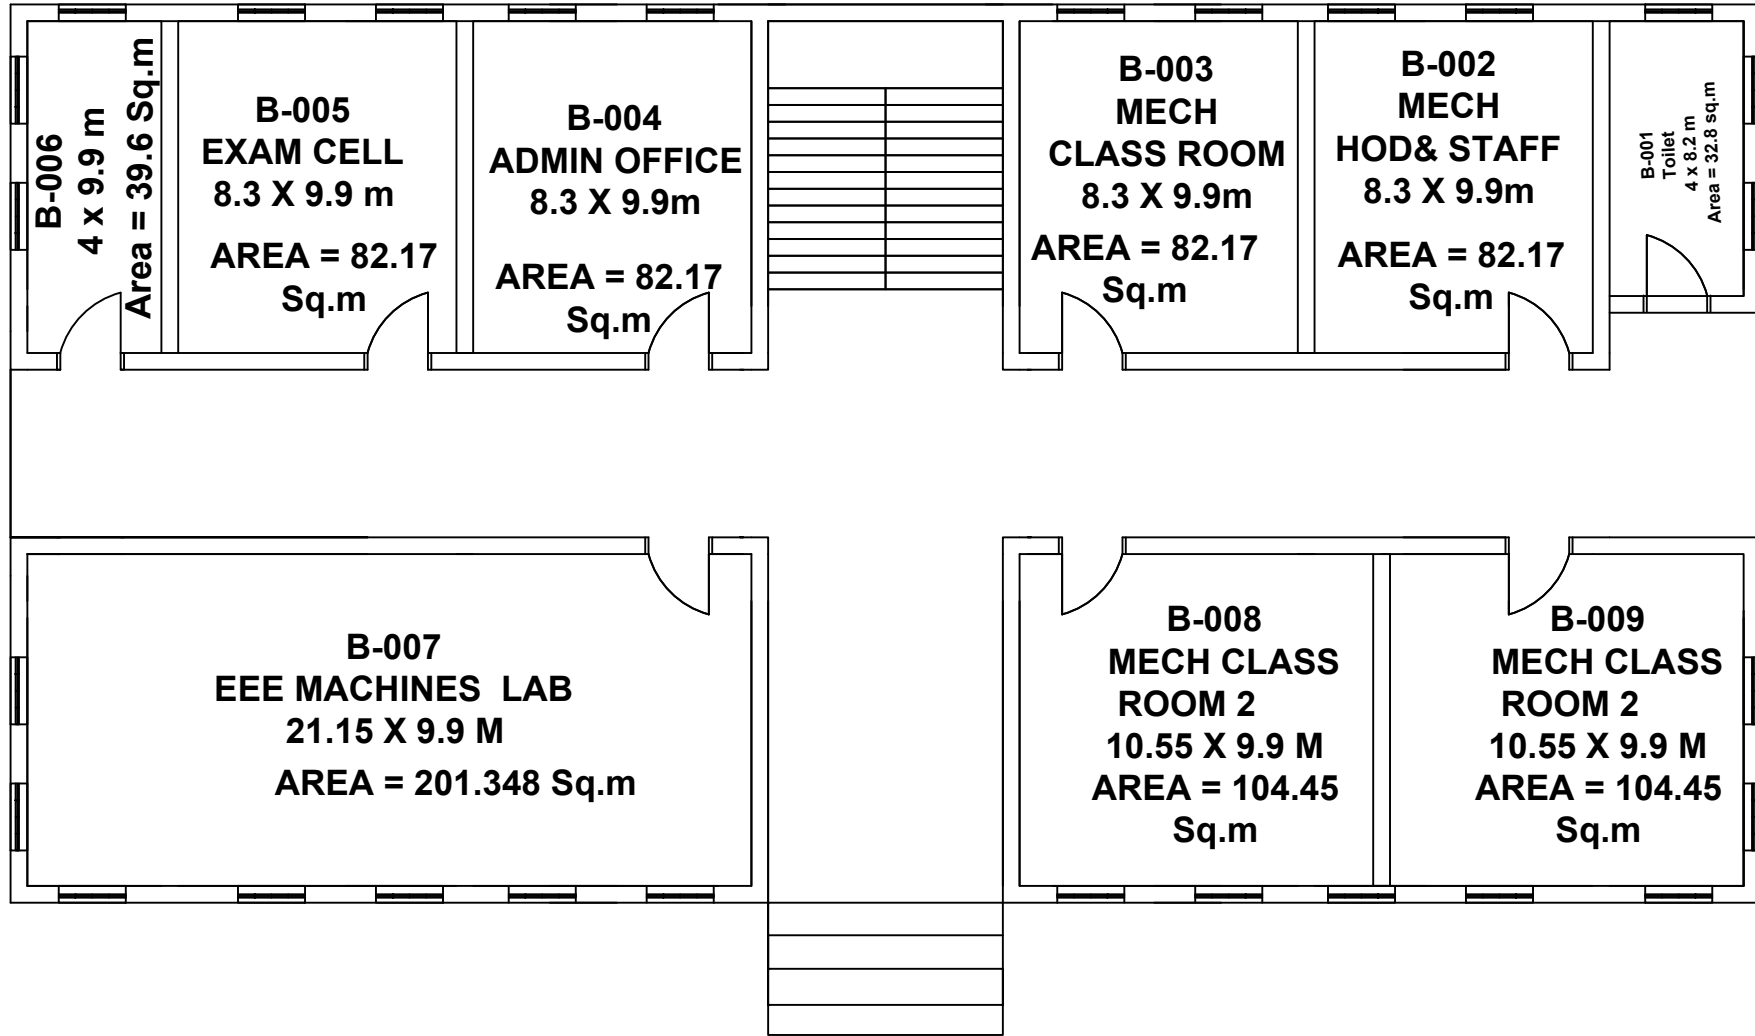 B-006
4 x 9.9 m
Area = 39.6 Sq.m
B-005
EXAM CELL
8.3 X 9.9 m
AREA = 82.17
Sq.m
B-004
ADMIN OFFICE
8.3 X 9.9m
AREA = 82.17
Sq.m
B-003
MECH
CLASS ROOM
8.3 X 9.9m
AREA = 82.17
Sq.m
B-002
MECH
HOD& STAFF
8.3 X 9.9m
AREA = 82.17
Sq.m
B-001
Toilet
4 x 8.2 m
Area = 32.8 sq.m
B-007
EEE MACHINES LAB
21.15 X 9.9 M
AREA = 201.348 Sq.m
B-008
MECH CLASS
ROOM 2
10.55 X 9.9 M
AREA = 104.45
Sq.m
B-009
MECH CLASS
ROOM 2
10.55 X 9.9 M
AREA = 104.45
Sq.m